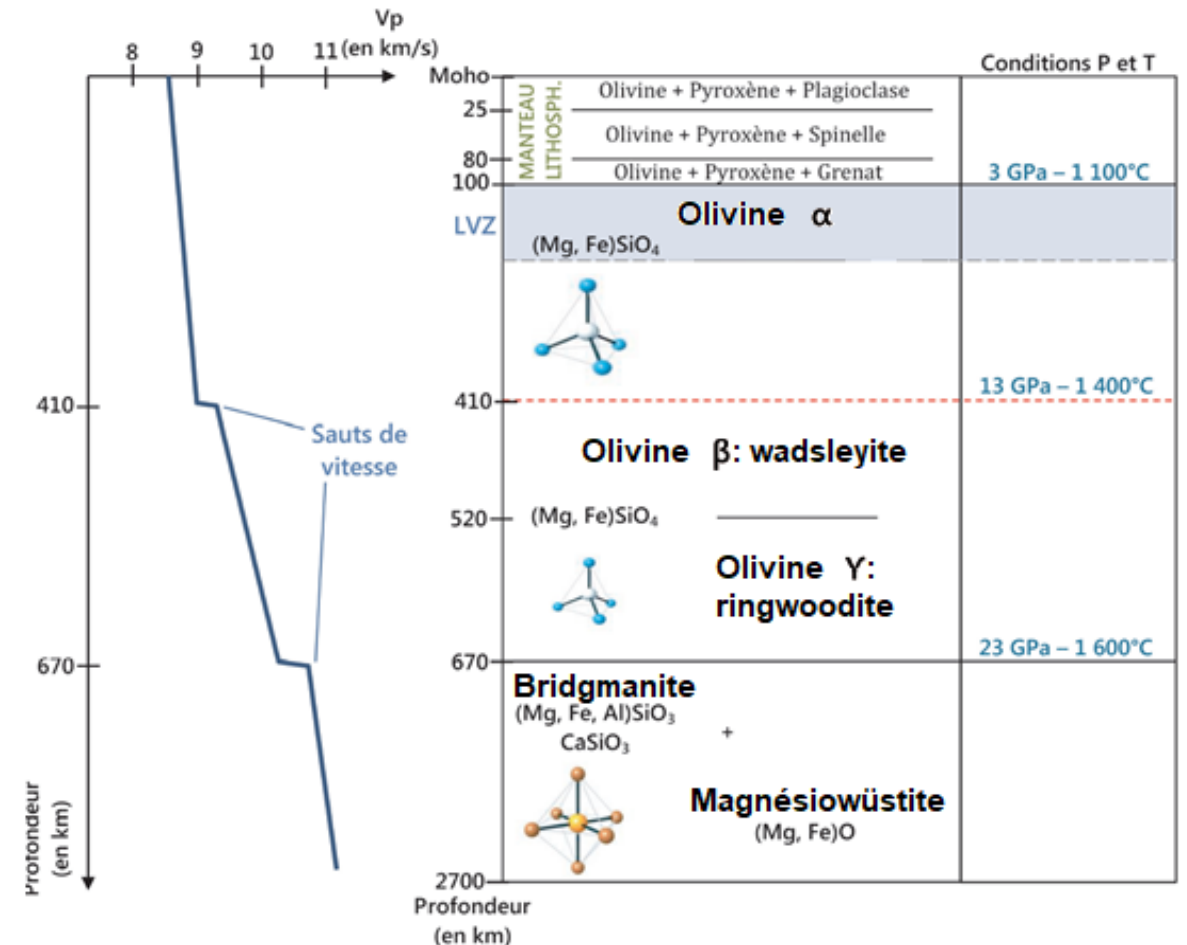 Vp
(en km/s)
8 9 10 11
Conditions P et T
Moho
MANTEAU
LITHOSPH.
Olivine + Pyroxène + Plagioclase
25
Olivine + Pyroxène + Spinelle
80
Olivine + Pyroxène + Grenat
100
3 GPa – 1 100°C
LVZ
Olivine α
(Mg, Fe)SiO₄
13 GPa – 1 400°C
410
410
Sauts de
vitesse
Olivine β: wadsleyite
520
(Mg, Fe)SiO₄
Olivine ϒ:
ringwoodite
23 GPa – 1 600°C
670
670
Bridgmanite
(Mg, Fe, Al)SiO₃
+
CaSiO₃
Magnésiowüstite
(Mg, Fe)O
Profondeur
(en km)
2700
Profondeur
(en km)